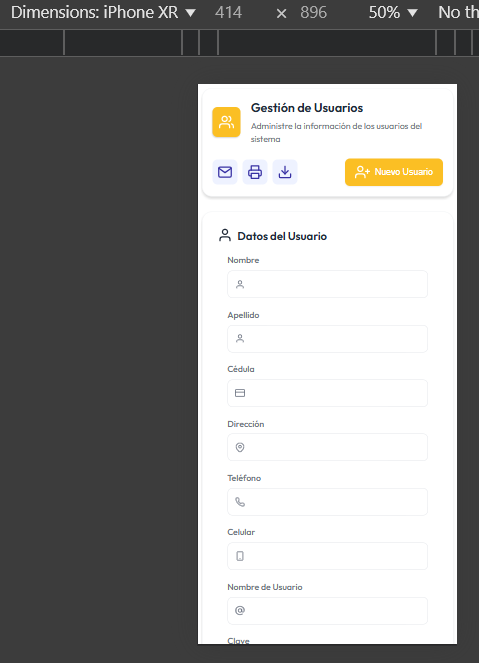 Dimensions: iPhone XR ▼ 414 × 896 50% ▼ No th
Gestión de Usuarios
Administre la información de los usuarios del
sistema
Nuevo Usuario
Datos del Usuario
Nombre
Apellido
Cédula
Dirección
Teléfono
Celular
Nombre de Usuario
Clave